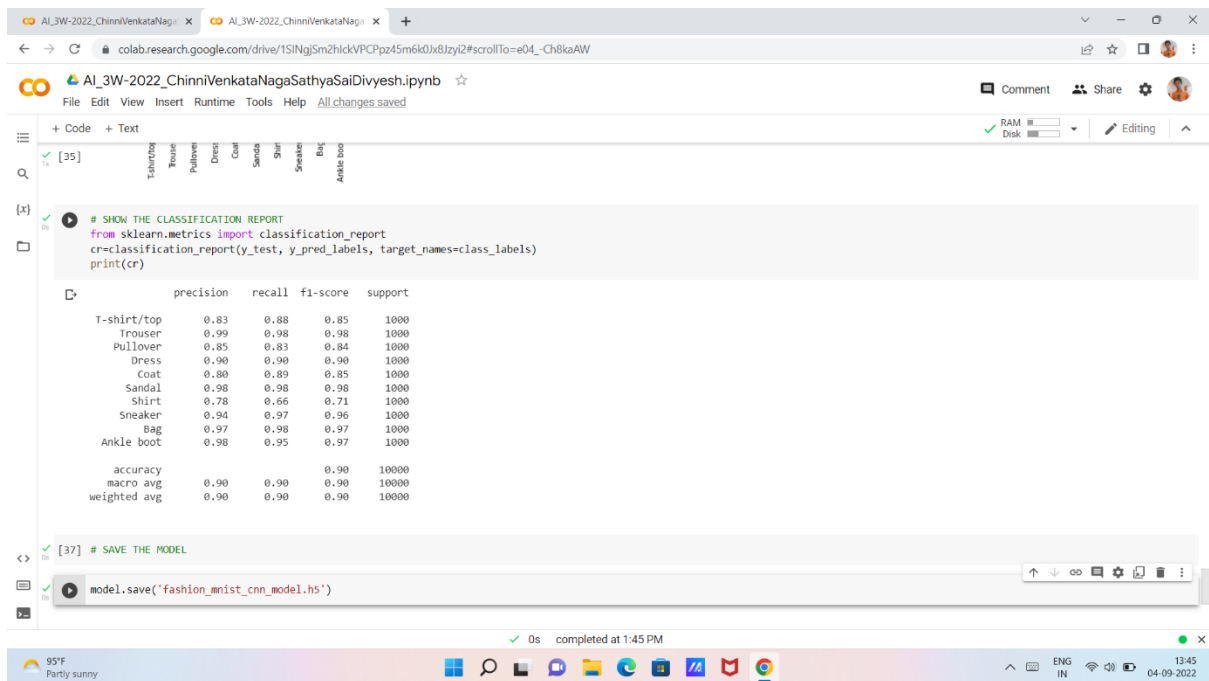 AI_3W-2022_ChinniVenkataNaga
AI_3W-2022_ChinniVenkataNaga
colab.research.google.com/drive/1SINgjSm2hIckVPCPpz45m6k0Jx8Jzyi2#scrollTo=e04_-Ch8kaAW
AI_3W-2022_ChinniVenkataNagaSathyaSaiDivyesh.ipynb
Comment Share
File Edit View Insert Runtime Tools Help All changes saved
+ Code + Text
RAM
Disk
Editing
1s [35]
T-shirt/top
Trouse
Pullover
Dress
Coat
Sanda
Shir
Sneaker
Bag
Ankle boo
{x}
0s
# SHOW THE CLASSIFICATION REPORT
from sklearn.metrics import classification_report
cr=classification_report(y_test, y_pred_labels, target_names=class_labels)
print(cr)
precision recall f1-score support
T-shirt/top 0.83 0.88 0.85 1000
Trouser 0.99 0.98 0.98 1000
Pullover 0.85 0.83 0.84 1000
Dress 0.90 0.90 0.90 1000
Coat 0.80 0.89 0.85 1000
Sandal 0.98 0.98 0.98 1000
Shirt 0.78 0.66 0.71 1000
Sneaker 0.94 0.97 0.96 1000
Bag 0.97 0.98 0.97 1000
Ankle boot 0.98 0.95 0.97 1000
accuracy 0.90 10000
macro avg 0.90 0.90 0.90 10000
weighted avg 0.90 0.90 0.90 10000
0s [37] # SAVE THE MODEL
0s model.save('fashion_mnist_cnn_model.h5')
0s completed at 1:45 PM
95°F
Partly sunny
ENG
IN
13:45
04-09-2022